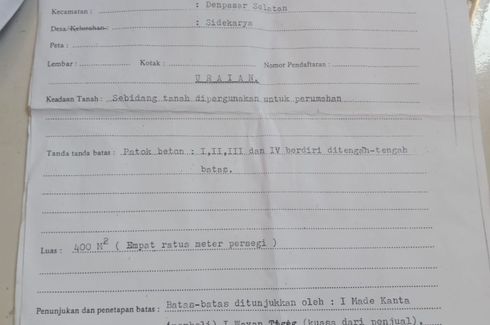 Kecamatan : : Denpasar Selatan
Desa/Kelurahan : : Sidekarya
Peta :
Lembar : Kotak : Nomor Pendaftaran :
U R A I A N.
Keadaan Tanah : Sebidang tanah dipergunakan untuk perumahan
Tanda tanda batas : Patok beton : I,II,III dan IV berdiri ditengah-tengah
batas.
Luas : 400 M² ( Empat ratus meter persegi )
Penunjukan dan penetapan batas : Batas-batas ditunjukkan oleh : I Made Kanta
(pembeli) I Wayan (kuasa dari penjual).